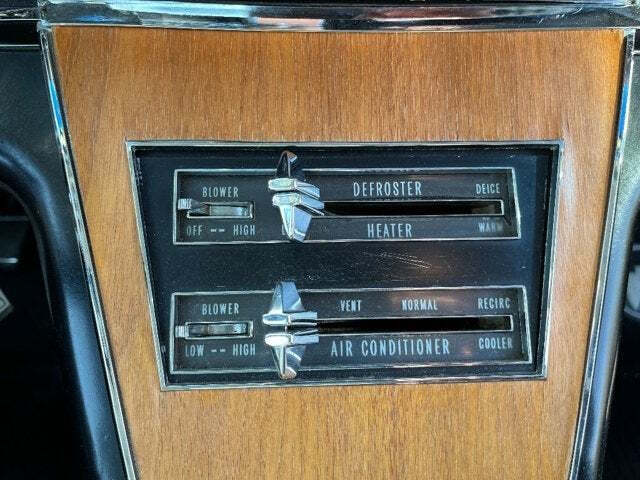 BLOWER DEFROSTER DEICE
OFF -- HIGH HEATER WARM
BLOWER VENT NORMAL RECIRC
LOW -- HIGH AIR CONDITIONER COOLER